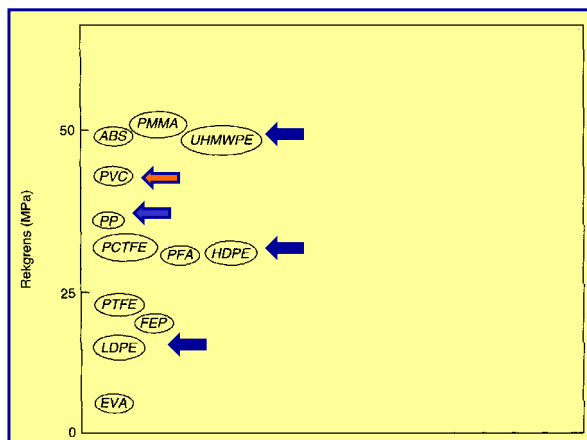 Rekgrens (MPa)
50
25
0
PMMA
ABS
UHMWPE
PVC
PP
PCTFE
PFA
HDPE
PTFE
FEP
LDPE
EVA